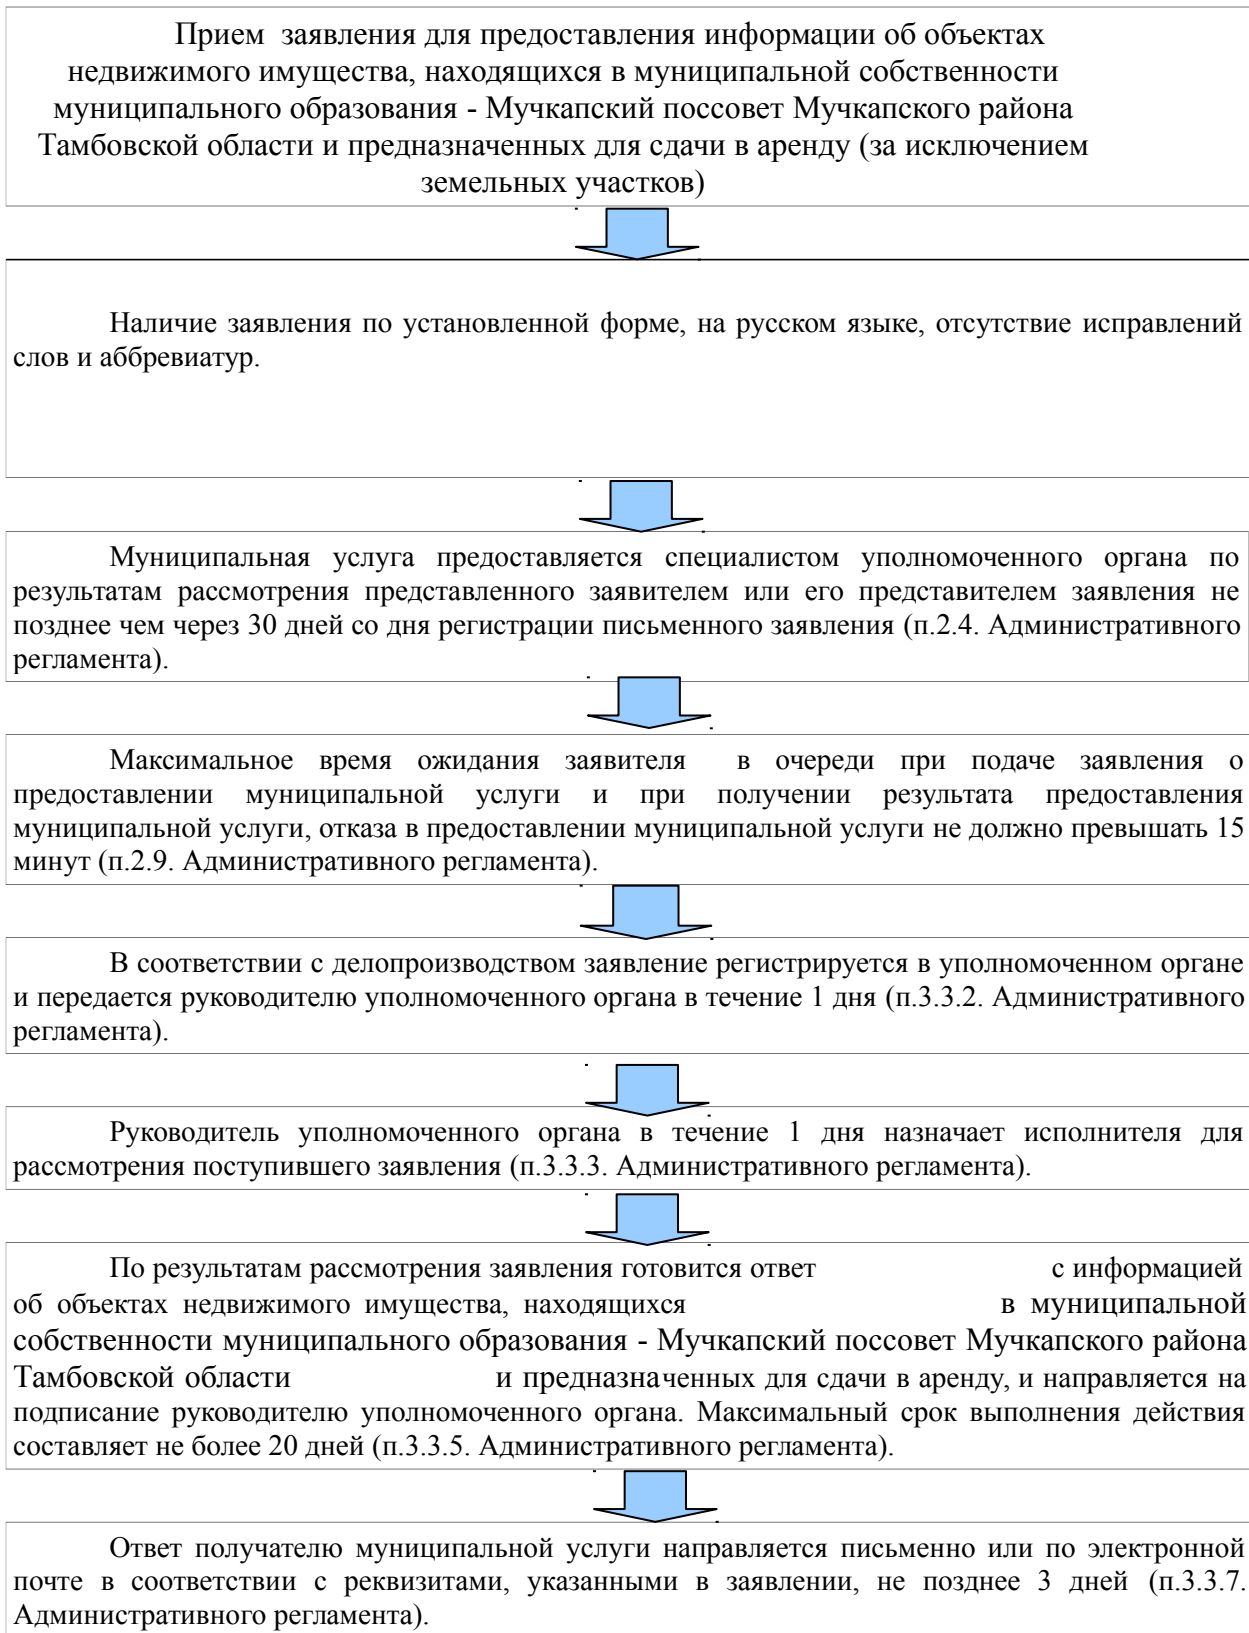 Прием заявления для предоставления информации об объектах
недвижимого имущества, находящихся в муниципальной собственности
муниципального образования - Мучкапский поссовет Мучкапского района
Тамбовской области и предназначенных для сдачи в аренду (за исключением
земельных участков)
Наличие заявления по установленной форме, на русском языке, отсутствие исправлений
слов и аббревиатур.
Муниципальная услуга предоставляется специалистом уполномоченного органа по
результатам рассмотрения представленного заявителем или его представителем заявления не
позднее чем через 30 дней со дня регистрации письменного заявления (п.2.4. Административного
регламента).
Максимальное время ожидания заявителя в очереди при подаче заявления о
предоставлении муниципальной услуги и при получении результата предоставления
муниципальной услуги, отказа в предоставлении муниципальной услуги не должно превышать 15
минут (п.2.9. Административного регламента).
В соответствии с делопроизводством заявление регистрируется в уполномоченном органе
и передается руководителю уполномоченного органа в течение 1 дня (п.3.3.2. Административного
регламента).
Руководитель уполномоченного органа в течение 1 дня назначает исполнителя для
рассмотрения поступившего заявления (п.3.3.3. Административного регламента).
По результатам рассмотрения заявления готовится ответ с информацией
об объектах недвижимого имущества, находящихся в муниципальной
собственности муниципального образования - Мучкапский поссовет Мучкапского района
Тамбовской области и предназначенных для сдачи в аренду, и направляется на
подписание руководителю уполномоченного органа. Максимальный срок выполнения действия
составляет не более 20 дней (п.3.3.5. Административного регламента).
Ответ получателю муниципальной услуги направляется письменно или по электронной
почте в соответствии с реквизитами, указанными в заявлении, не позднее 3 дней (п.3.3.7.
Административного регламента).